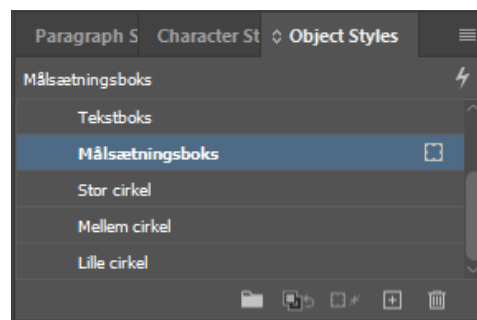 Paragraph S Character St Object Styles
Målsætningsboks
Tekstboks
Målsætningsboks
Stor cirkel
Mellem cirkel
Lille cirkel